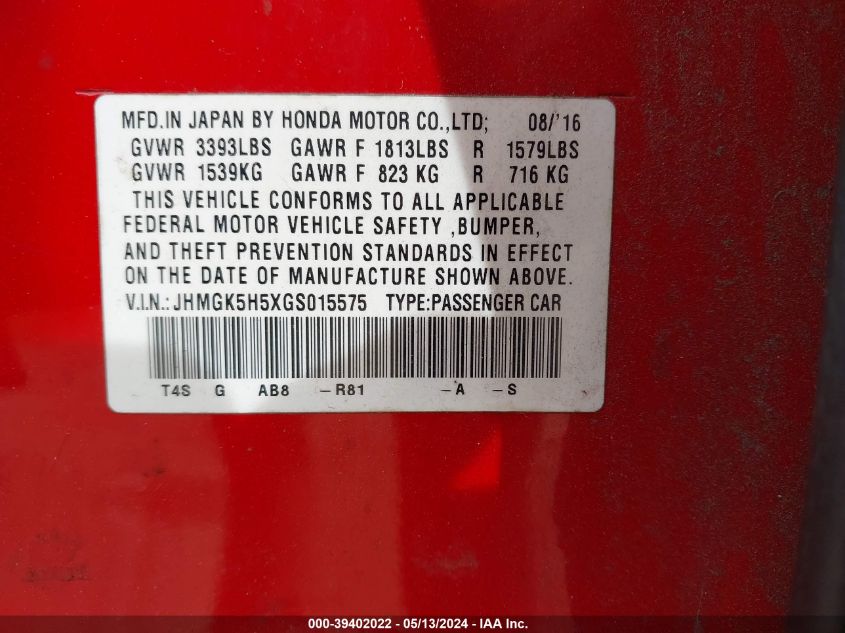 MFD.IN JAPAN BY HONDA MOTOR CO.,LTD; 08/'16
GVWR 3393LBS GAWR F 1813LBS R 1579LBS
GVWR 1539KG GAWR F 823 KG R 716 KG
THIS VEHICLE CONFORMS TO ALL APPLICABLE
FEDERAL MOTOR VEHICLE SAFETY ,BUMPER,
AND THEFT PREVENTION STANDARDS IN EFFECT
ON THE DATE OF MANUFACTURE SHOWN ABOVE.
V.I.N.: JHMGK5H5XGS015575 TYPE:PASSENGER CAR
T4S G AB8 –R81 –A –S
000-39402022 - 05/13/2024 - IAA Inc.